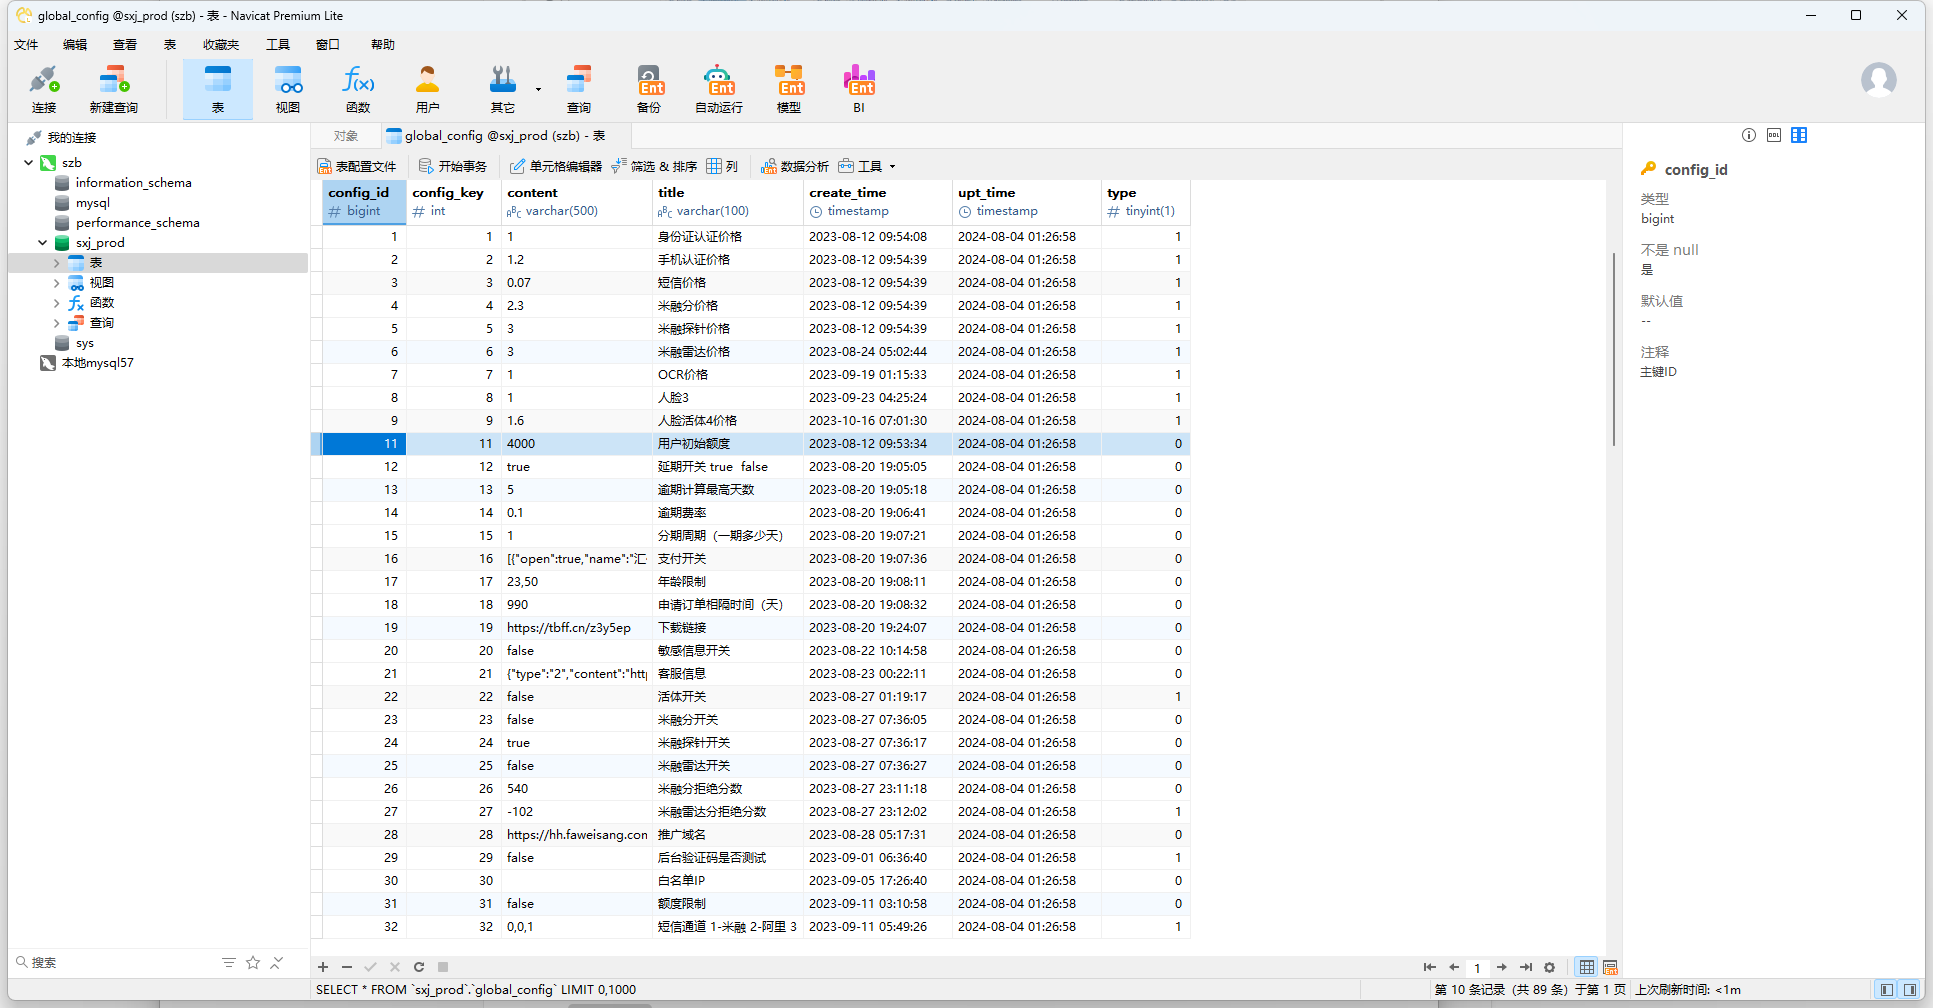 global_config @sxj_prod (szb) - 表 - Navicat Premium Lite
文件 编辑 查看 表 收藏夹 工具 窗口 帮助
连接 新建查询 表 视图 函数 用户 其它 查询 备份 自动运行 模型 BI
我的连接
szb
information_schema
mysql
performance_schema
sxj_prod
表
视图
函数
查询
sys
本地mysql57
搜索
对象 global_config @sxj_prod (szb) - 表
表配置文件 开始事务 单元格编辑器 筛选 & 排序 列 数据分析 工具
config_id config_key content title create_time upt_time type
# bigint # int varchar(500) varchar(100) timestamp timestamp # tinyint(1)
1 1 1 身份证认证价格 2023-08-12 09:54:08 2024-08-04 01:26:58 1
2 2 1.2 手机认证价格 2023-08-12 09:54:39 2024-08-04 01:26:58 1
3 3 0.07 短信价格 2023-08-12 09:54:39 2024-08-04 01:26:58 1
4 4 2.3 米融分价格 2023-08-12 09:54:39 2024-08-04 01:26:58 1
5 5 3 米融探针价格 2023-08-12 09:54:39 2024-08-04 01:26:58 1
6 6 3 米融雷达价格 2023-08-24 05:02:44 2024-08-04 01:26:58 1
7 7 1 OCR价格 2023-09-19 01:15:33 2024-08-04 01:26:58 1
8 8 1 人脸3 2023-09-23 04:25:24 2024-08-04 01:26:58 1
9 9 1.6 人脸活体4价格 2023-10-16 07:01:30 2024-08-04 01:26:58 1
11 11 4000 用户初始额度 2023-08-12 09:53:34 2024-08-04 01:26:58 0
12 12 true 延期开关 true false 2023-08-20 19:05:05 2024-08-04 01:26:58 0
13 13 5 逾期计算最高天数 2023-08-20 19:05:18 2024-08-04 01:26:58 0
14 14 0.1 逾期费率 2023-08-20 19:06:41 2024-08-04 01:26:58 0
15 15 1 分期周期（一期多少天） 2023-08-20 19:07:21 2024-08-04 01:26:58 0
16 16 [{"open":true,"name":"汇 支付开关 2023-08-20 19:07:36 2024-08-04 01:26:58 0
17 17 23,50 年龄限制 2023-08-20 19:08:11 2024-08-04 01:26:58 0
18 18 990 申请订单相隔时间（天） 2023-08-20 19:08:32 2024-08-04 01:26:58 0
19 19 https://tbff.cn/z3y5ep 下载链接 2023-08-20 19:24:07 2024-08-04 01:26:58 0
20 20 false 敏感信息开关 2023-08-22 10:14:58 2024-08-04 01:26:58 0
21 21 {"type":"2","content":"htt 客服信息 2023-08-23 00:22:11 2024-08-04 01:26:58 0
22 22 false 活体开关 2023-08-27 01:19:17 2024-08-04 01:26:58 1
23 23 false 米融分开关 2023-08-27 07:36:05 2024-08-04 01:26:58 0
24 24 true 米融探针开关 2023-08-27 07:36:17 2024-08-04 01:26:58 0
25 25 false 米融雷达开关 2023-08-27 07:36:27 2024-08-04 01:26:58 0
26 26 540 米融分拒绝分数 2023-08-27 23:11:18 2024-08-04 01:26:58 0
27 27 -102 米融雷达分拒绝分数 2023-08-27 23:12:02 2024-08-04 01:26:58 1
28 28 https://hh.faweisang.con 推广域名 2023-08-28 05:17:31 2024-08-04 01:26:58 0
29 29 false 后台验证码是否测试 2023-09-01 06:36:40 2024-08-04 01:26:58 1
30 30 白名单IP 2023-09-05 17:26:40 2024-08-04 01:26:58 0
31 31 false 额度限制 2023-09-11 03:10:58 2024-08-04 01:26:58 0
32 32 0,0,1 短信通道 1-米融 2-阿里 3 2023-09-11 05:49:26 2024-08-04 01:26:58 1
1
SELECT * FROM `sxj_prod`.`global_config` LIMIT 0,1000
第 10 条记录（共 89 条）于第 1 页 上次刷新时间: <1m
config_id
类型
bigint
不是 null
是
默认值
--
注释
主键ID